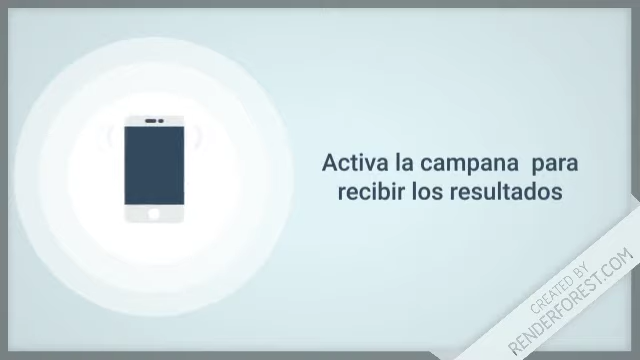 Activa la campana  para
recibir los resultados
CREATED BY
RENDERFOREST.COM